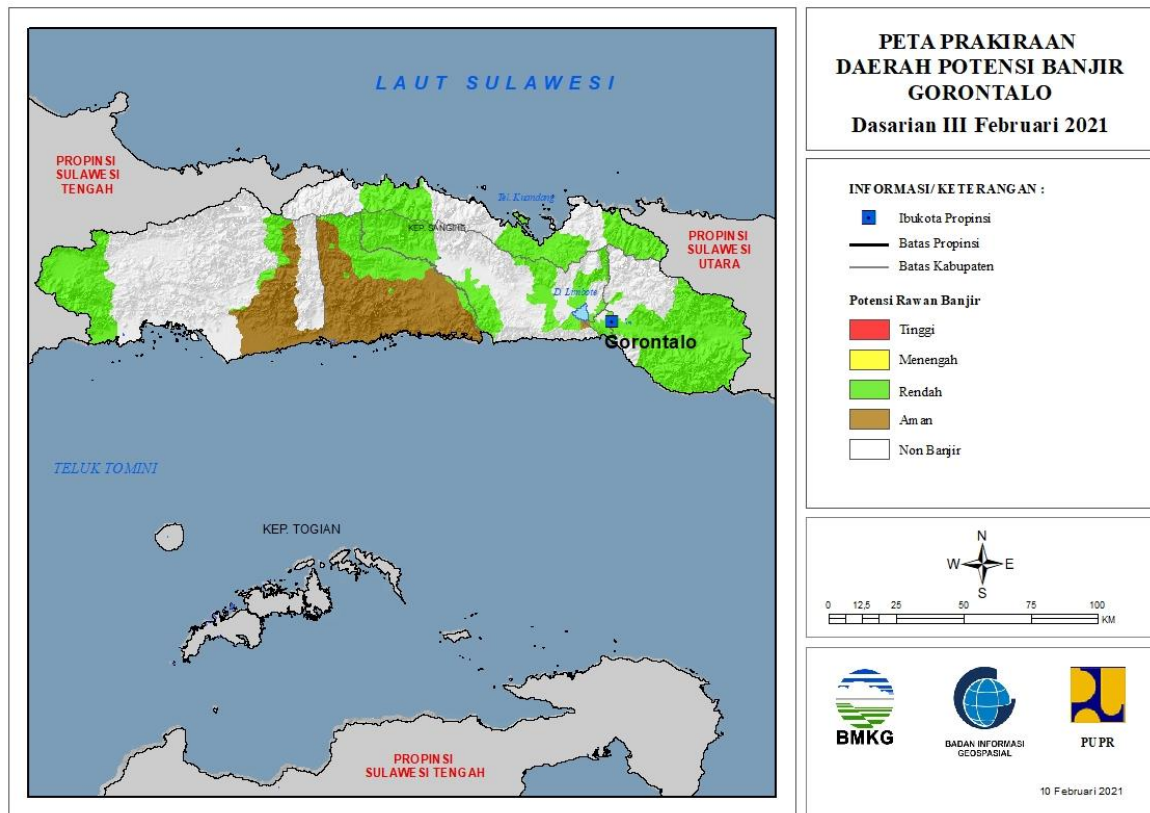 LAUT SULAWESI
PROPINSI
SULAWESI
TENGAH
Tel. Kuandang
KEP. SANGING
PROPINSI
SULAWESI
UTARA
D. Limboto
Gorontalo
TELUK TOMINI
KEP. TOGIAN
PROPINSI
SULAWESI TENGAH
PETA PRAKIRAAN
DAERAH POTENSI BANJIR
GORONTALO
Dasarian III Februari 2021
INFORMASI/ KETERANGAN :
Ibukota Propinsi
Batas Propinsi
Batas Kabupaten
Potensi Rawan Banjir
Tinggi
Menengah
Rendah
Aman
Non Banjir
N
W E
S
0 12,5 25 50 75 100
KM
BMKG
BADAN INFORMASI
GEOSPASIAL
PUPR
10 Februari 2021